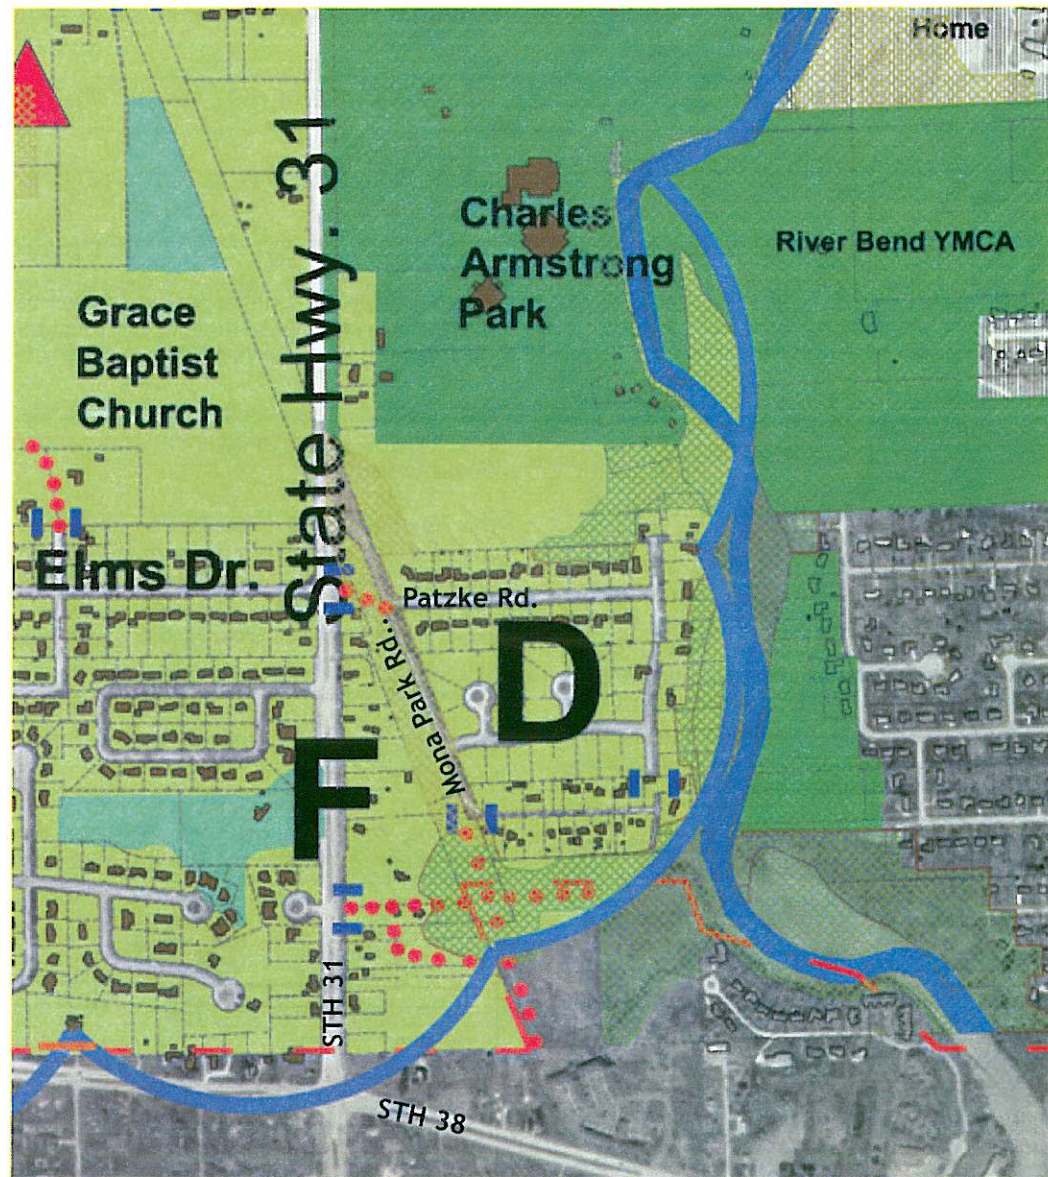 Home
State Hwy. 31
Charles
Armstrong
Park
River Bend YMCA
Grace
Baptist
Church
Elms Dr.
Patzke Rd.
Mona Park Rd..
D
F
STH 31
STH 38